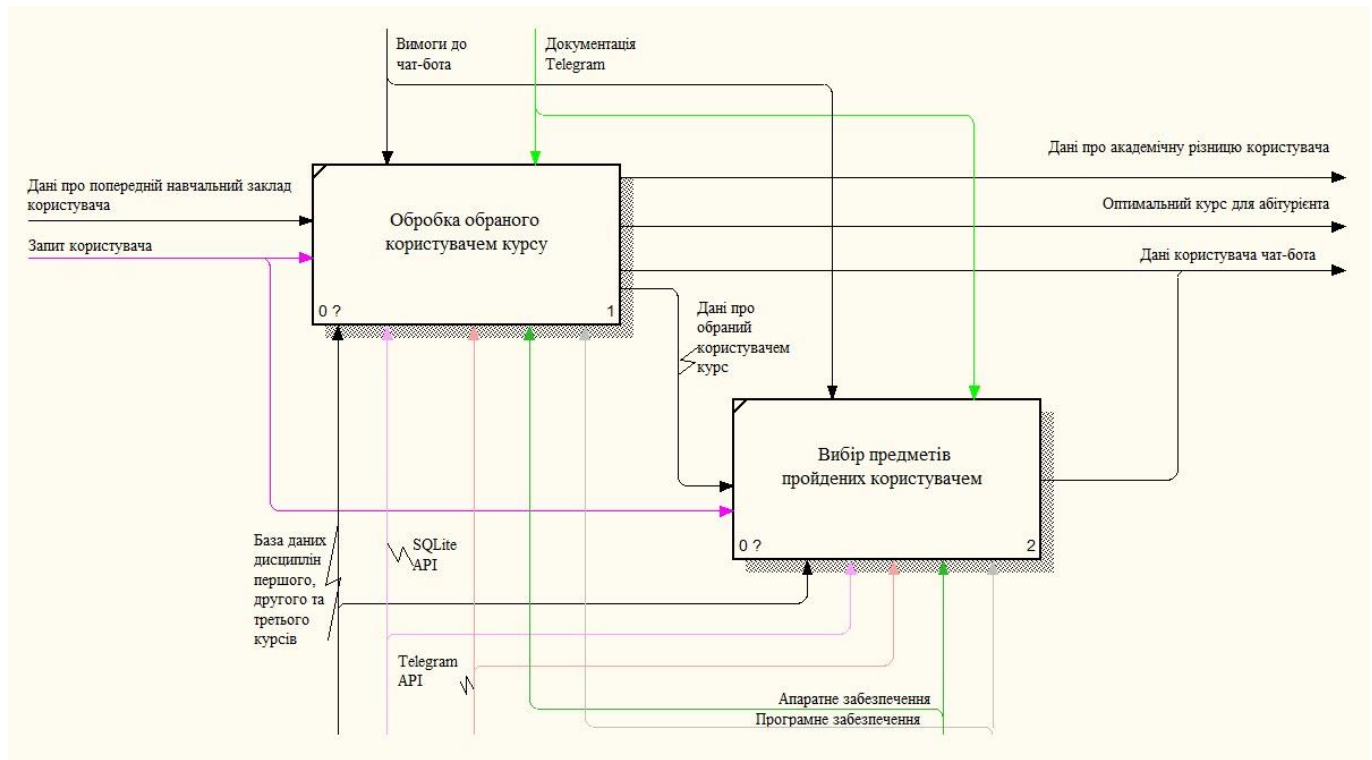 Вимоги до
чат-бота
Документація
Telegram
Дані про попередній навчальний заклад
користувача
Запит користувача
Обробка обраного
користувачем курсу
0 ?
1
Дані про академічну різницю користувача
Оптимальний курс для абітурієнта
Дані користувача чат-бота
Дані про
обраний
користувачем
курс
Вибір предметів
пройдених користувачем
0 ?
2
База даних
дисциплін
першого,
другого та
третього
курсів
SQLite
API
Telegram
API
Апаратне забезпечення
Програмне забезпечення